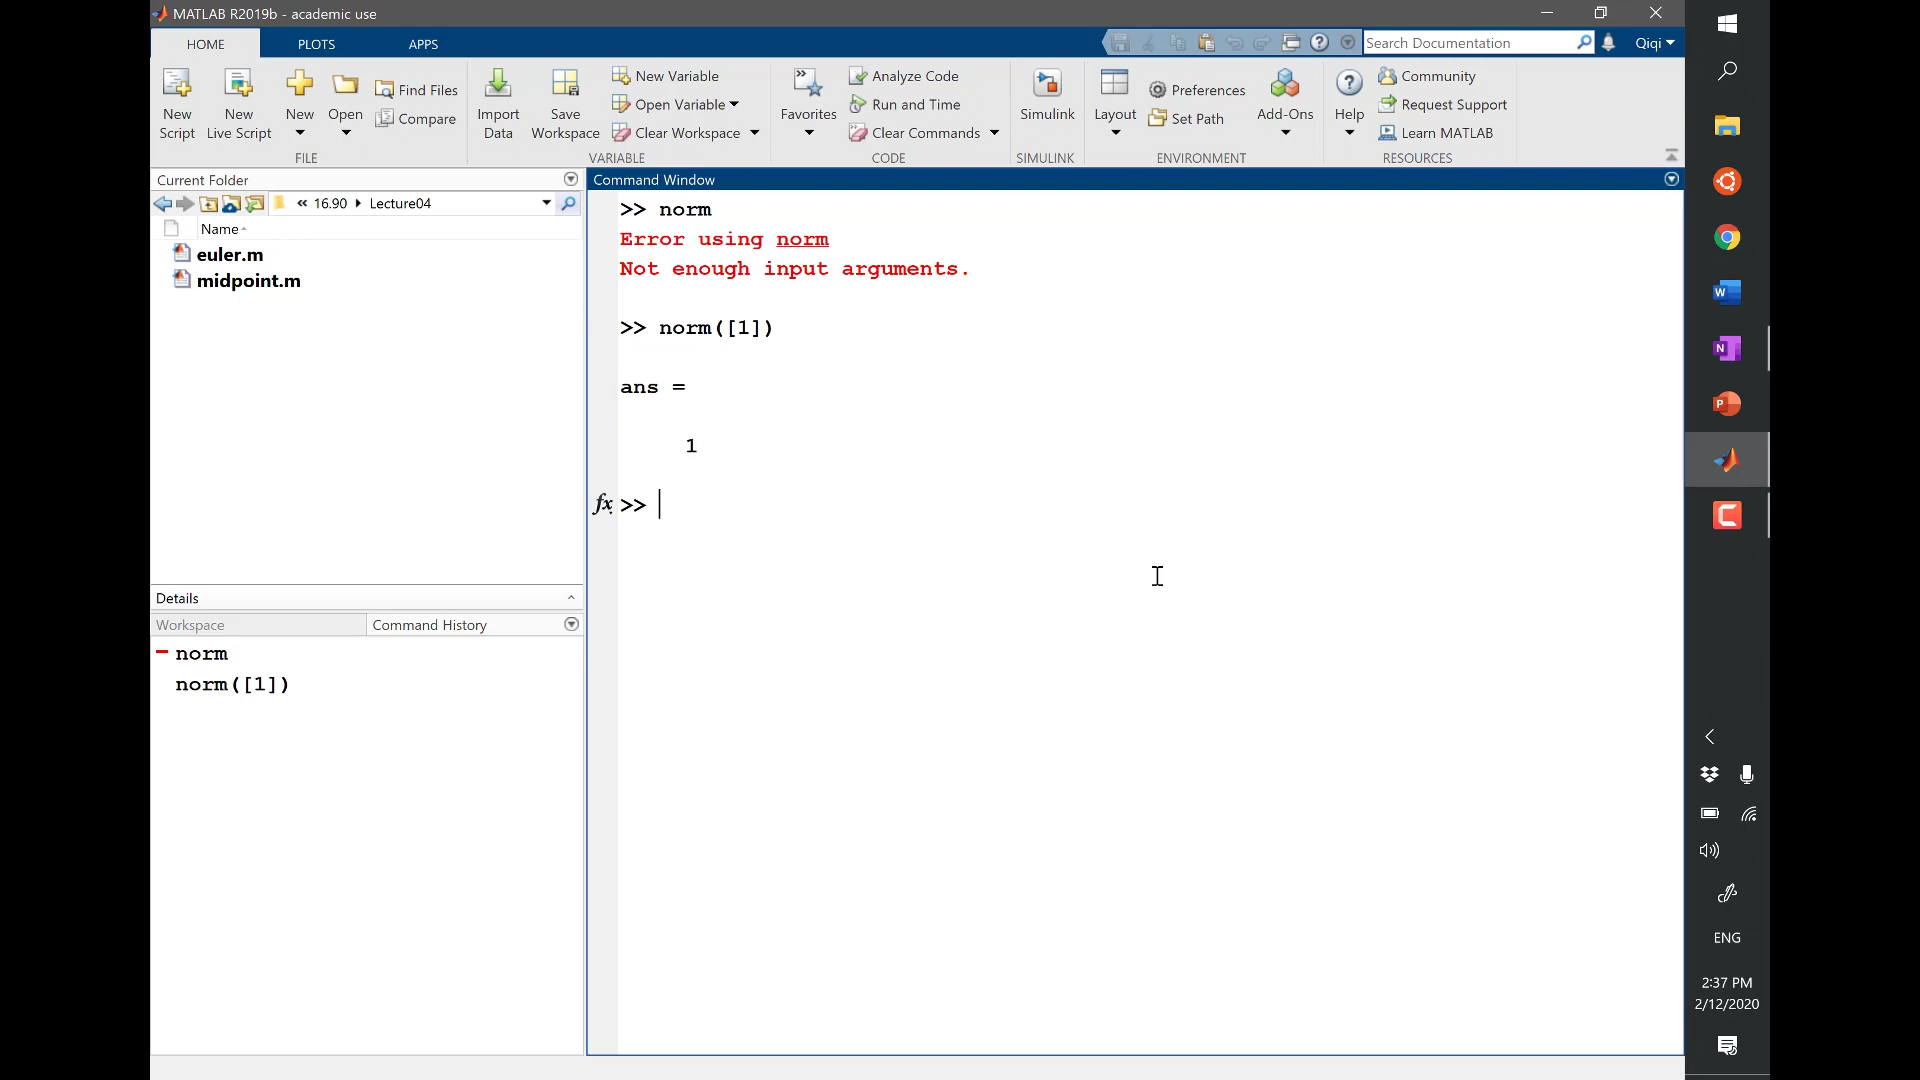 MATLAB R2019b - academic use
HOME
PLOTS
APPS
Search Documentation
Qiqi
New Script
New Live Script
New
Open
Find Files
Compare
FILE
Import Data
Save Workspace
New Variable
Open Variable
Clear Workspace
VARIABLE
Favorites
Analyze Code
Run and Time
Clear Commands
CODE
Simulink
SIMULINK
Layout
Preferences
Set Path
Add-Ons
ENVIRONMENT
Help
Community
Request Support
Learn MATLAB
RESOURCES
Current Folder
« 16.90 Lecture04
Name
euler.m
midpoint.m
Details
Workspace
Command History
norm
norm([1])
Command Window
>> norm
Error using norm
Not enough input arguments.
>> norm([1])
ans =
1
fx >>
W
N
P
C
ENG
2:37 PM
2/12/2020